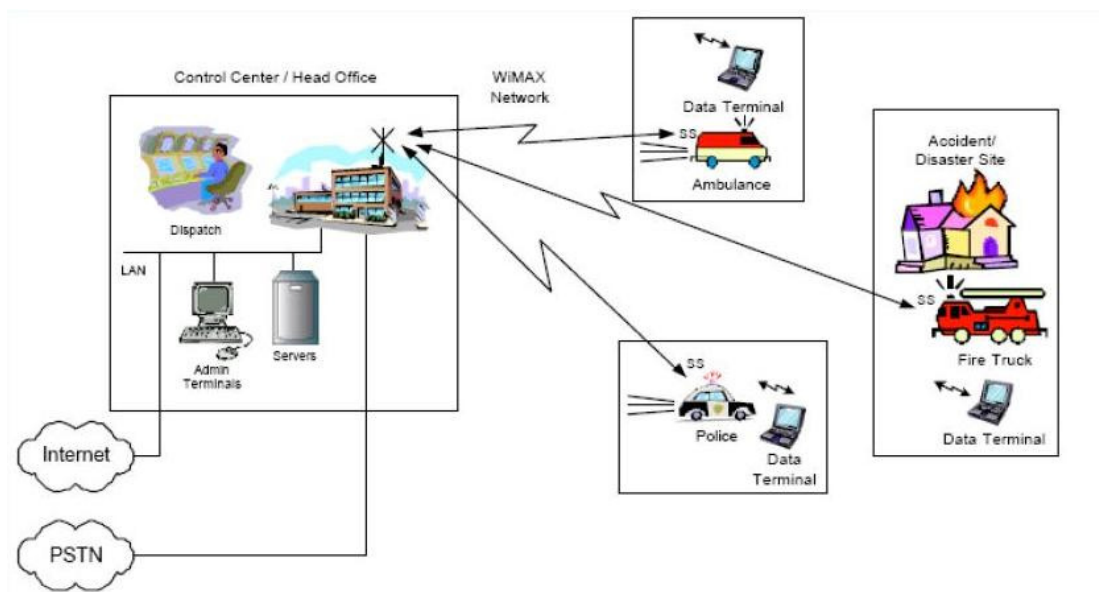 Control Center / Head Office
WiMAX
Network
Data Terminal
SS
Ambulance
Accident/
Disaster Site
Dispatch
LAN
Admin
Terminals
Servers
SS
Fire Truck
Data Terminal
SS
Police
Data
Terminal
Internet
PSTN